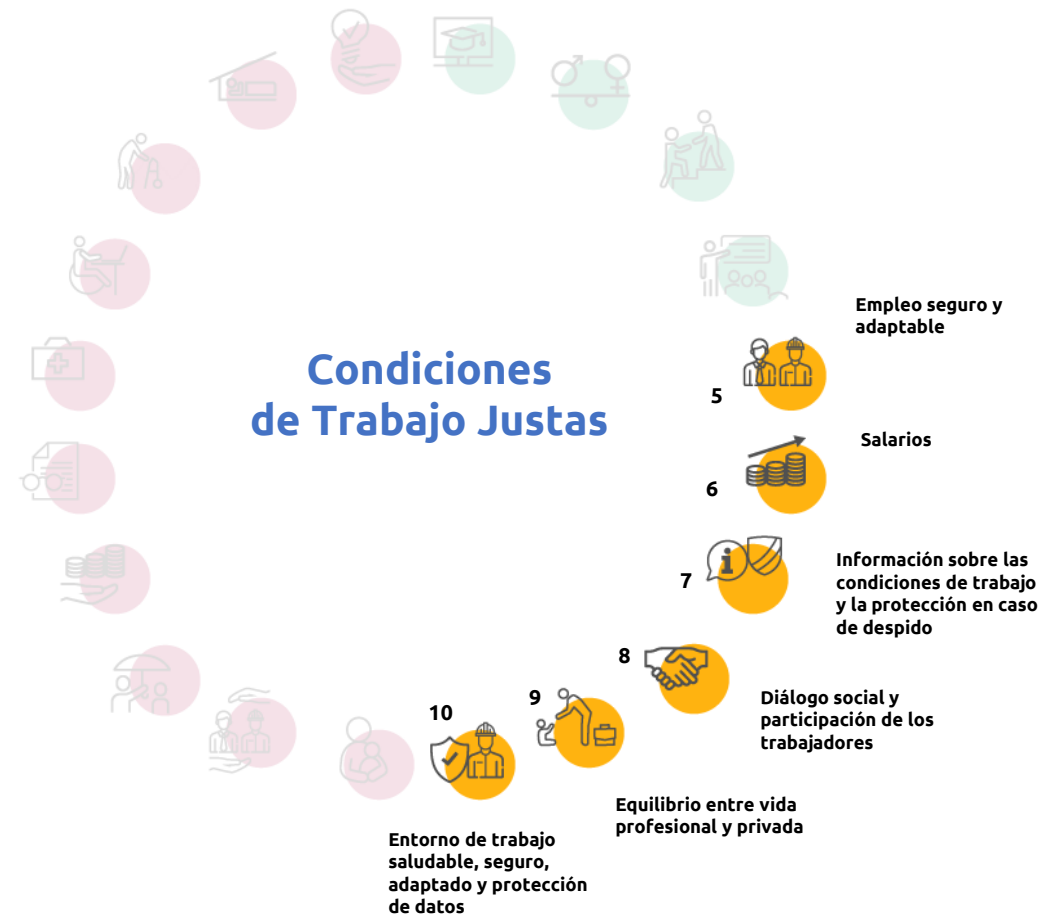 Condiciones
de Trabajo Justas
Empleo seguro y
adaptable
5
Salarios
6
Información sobre las
condiciones de trabajo
y la protección en caso
de despido
7
i
8
Diálogo social y
participación de los
trabajadores
9
Equilibrio entre vida
profesional y privada
10
Entorno de trabajo
saludable, seguro,
adaptado y protección
de datos